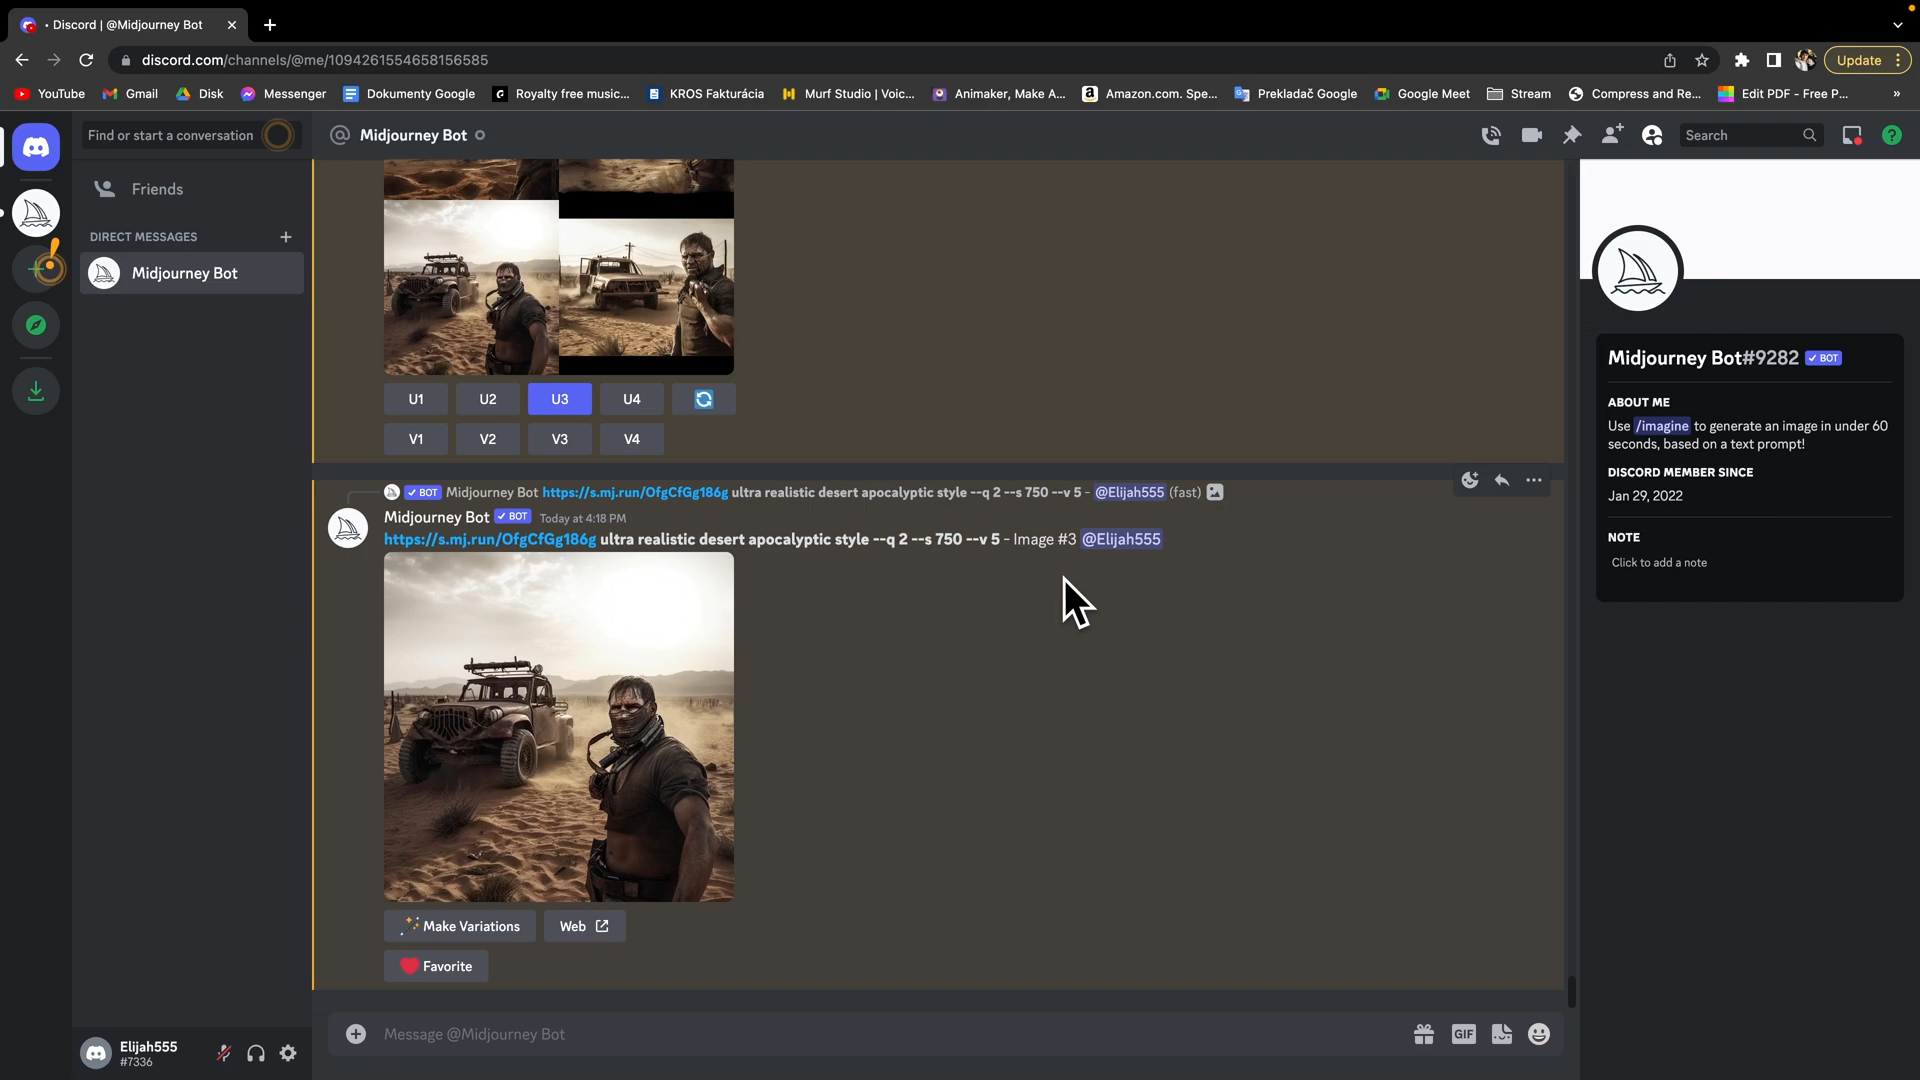 • Discord | @Midjourney Bot
discord.com/channels/@me/1094261554658156585
Update
YouTube
Gmail
Disk
Messenger
Dokumenty Google
Royalty free music...
KROS Fakturácia
Murf Studio | Voic...
Animaker, Make A...
Amazon.com. Spe...
Prekladač Google
Google Meet
Stream
Compress and Re...
Edit PDF - Free P...
»
Find or start a conversation
Midjourney Bot
Search
Friends
DIRECT MESSAGES
Midjourney Bot
U1 U2 U3 U4
V1 V2 V3 V4
BOT Midjourney Bot https://s.mj.run/OfgCfGg186g ultra realistic desert apocalyptic style --q 2 --s 750 --v 5 - @Elijah555 (fast)
Midjourney Bot BOT Today at 4:18 PM
https://s.mj.run/OfgCfGg186g ultra realistic desert apocalyptic style --q 2 --s 750 --v 5 - Image #3 @Elijah555
Make Variations
Web
Favorite
Message @Midjourney Bot
GIF
Elijah555
#7336
Midjourney Bot#9282 BOT
ABOUT ME
Use /imagine to generate an image in under 60
seconds, based on a text prompt!
DISCORD MEMBER SINCE
Jan 29, 2022
NOTE
Click to add a note